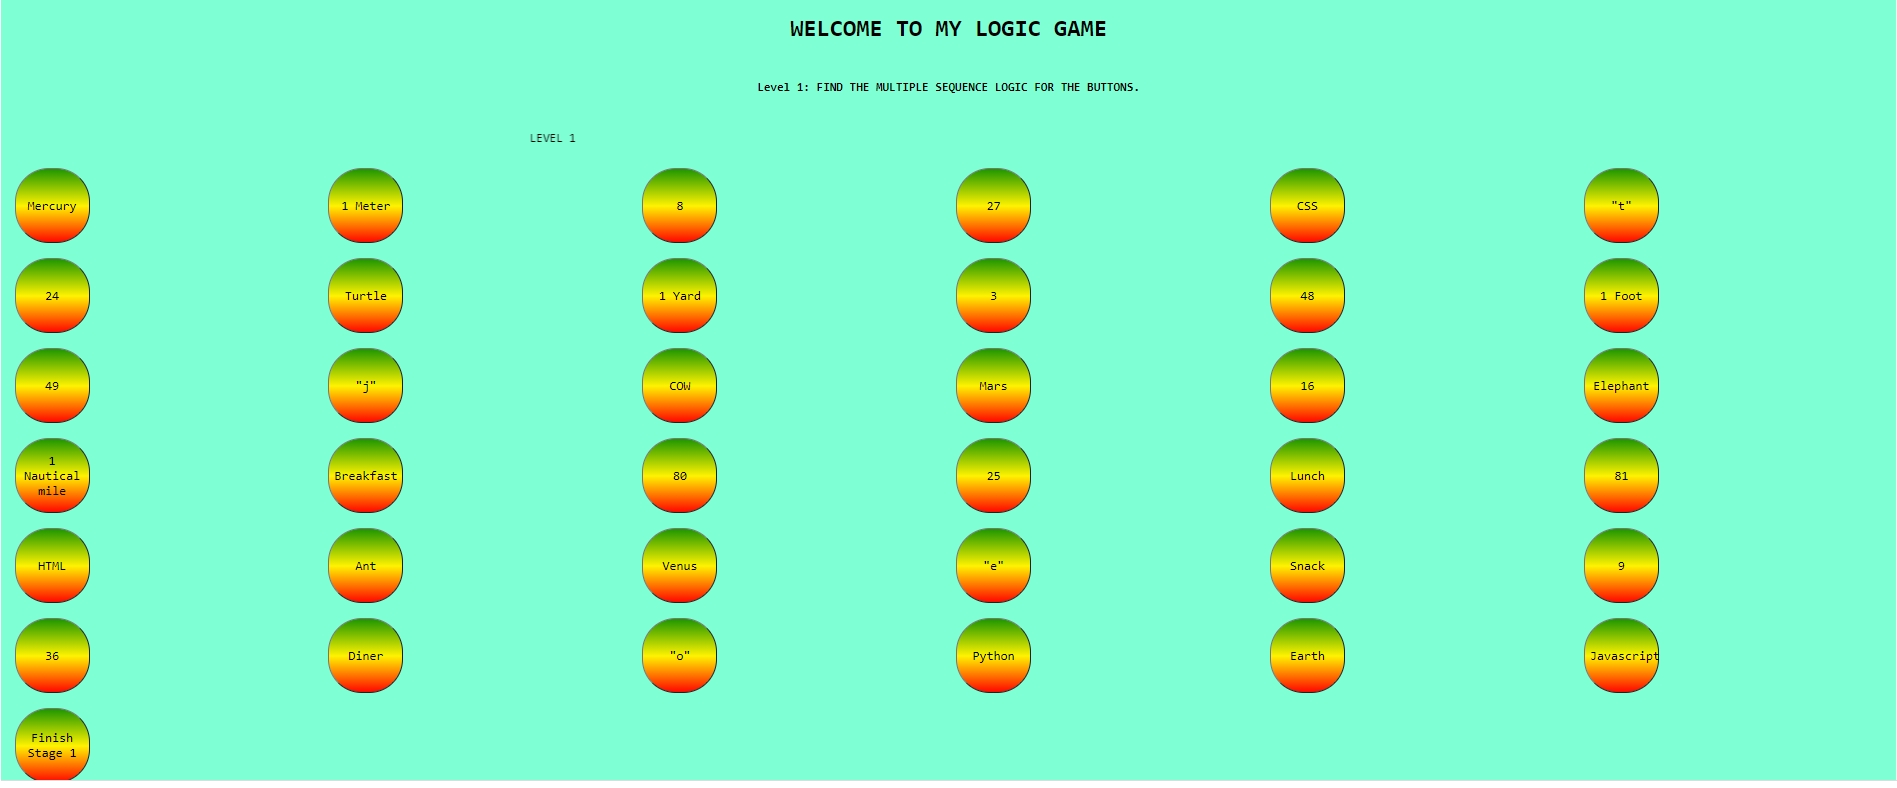 WELCOME TO MY LOGIC GAME
Level 1: FIND THE MULTIPLE SEQUENCE LOGIC FOR THE BUTTONS.
LEVEL 1
Mercury
1 Meter
8
27
CSS
"t"
24
Turtle
1 Yard
3
48
1 Foot
49
"j"
COW
Mars
16
Elephant
1
Nautical
mile
Breakfast
80
25
Lunch
81
HTML
Ant
Venus
"e"
Snack
9
36
Diner
"o"
Python
Earth
Javascript
Finish
Stage 1